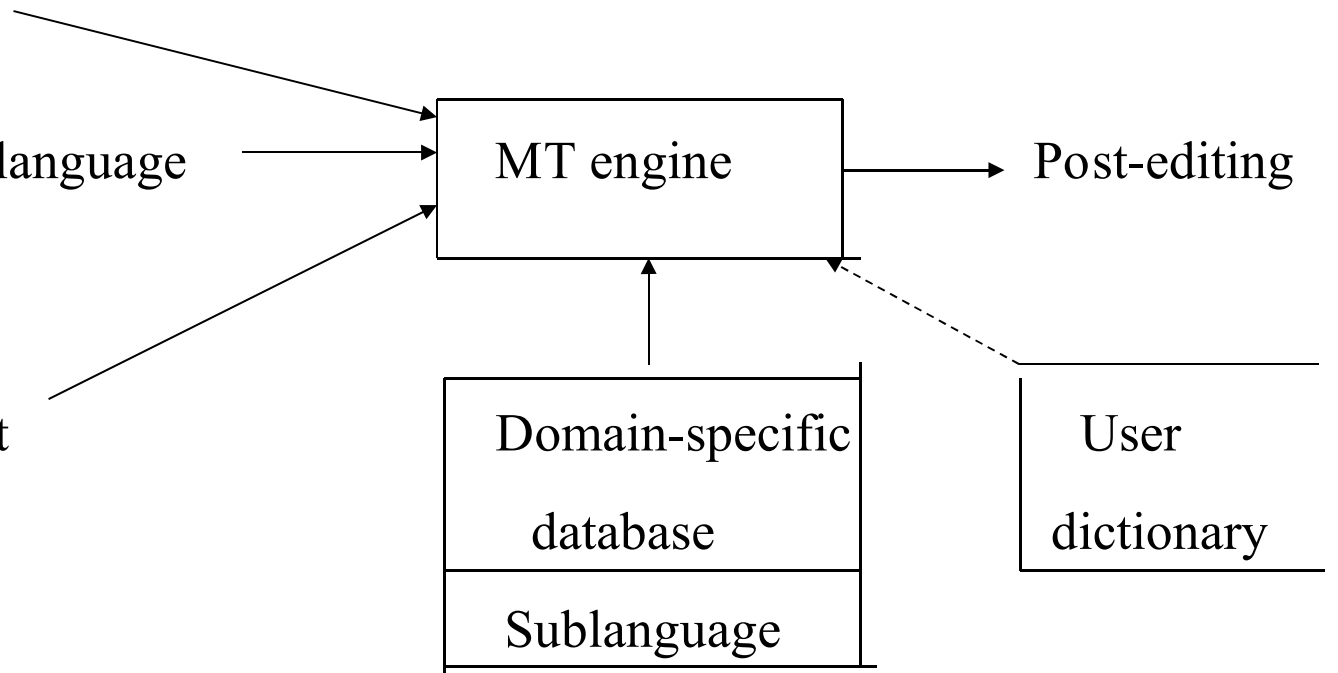 language
MT engine
Post-editing
t
Domain-specific
database
User
dictionary
Sublanguage